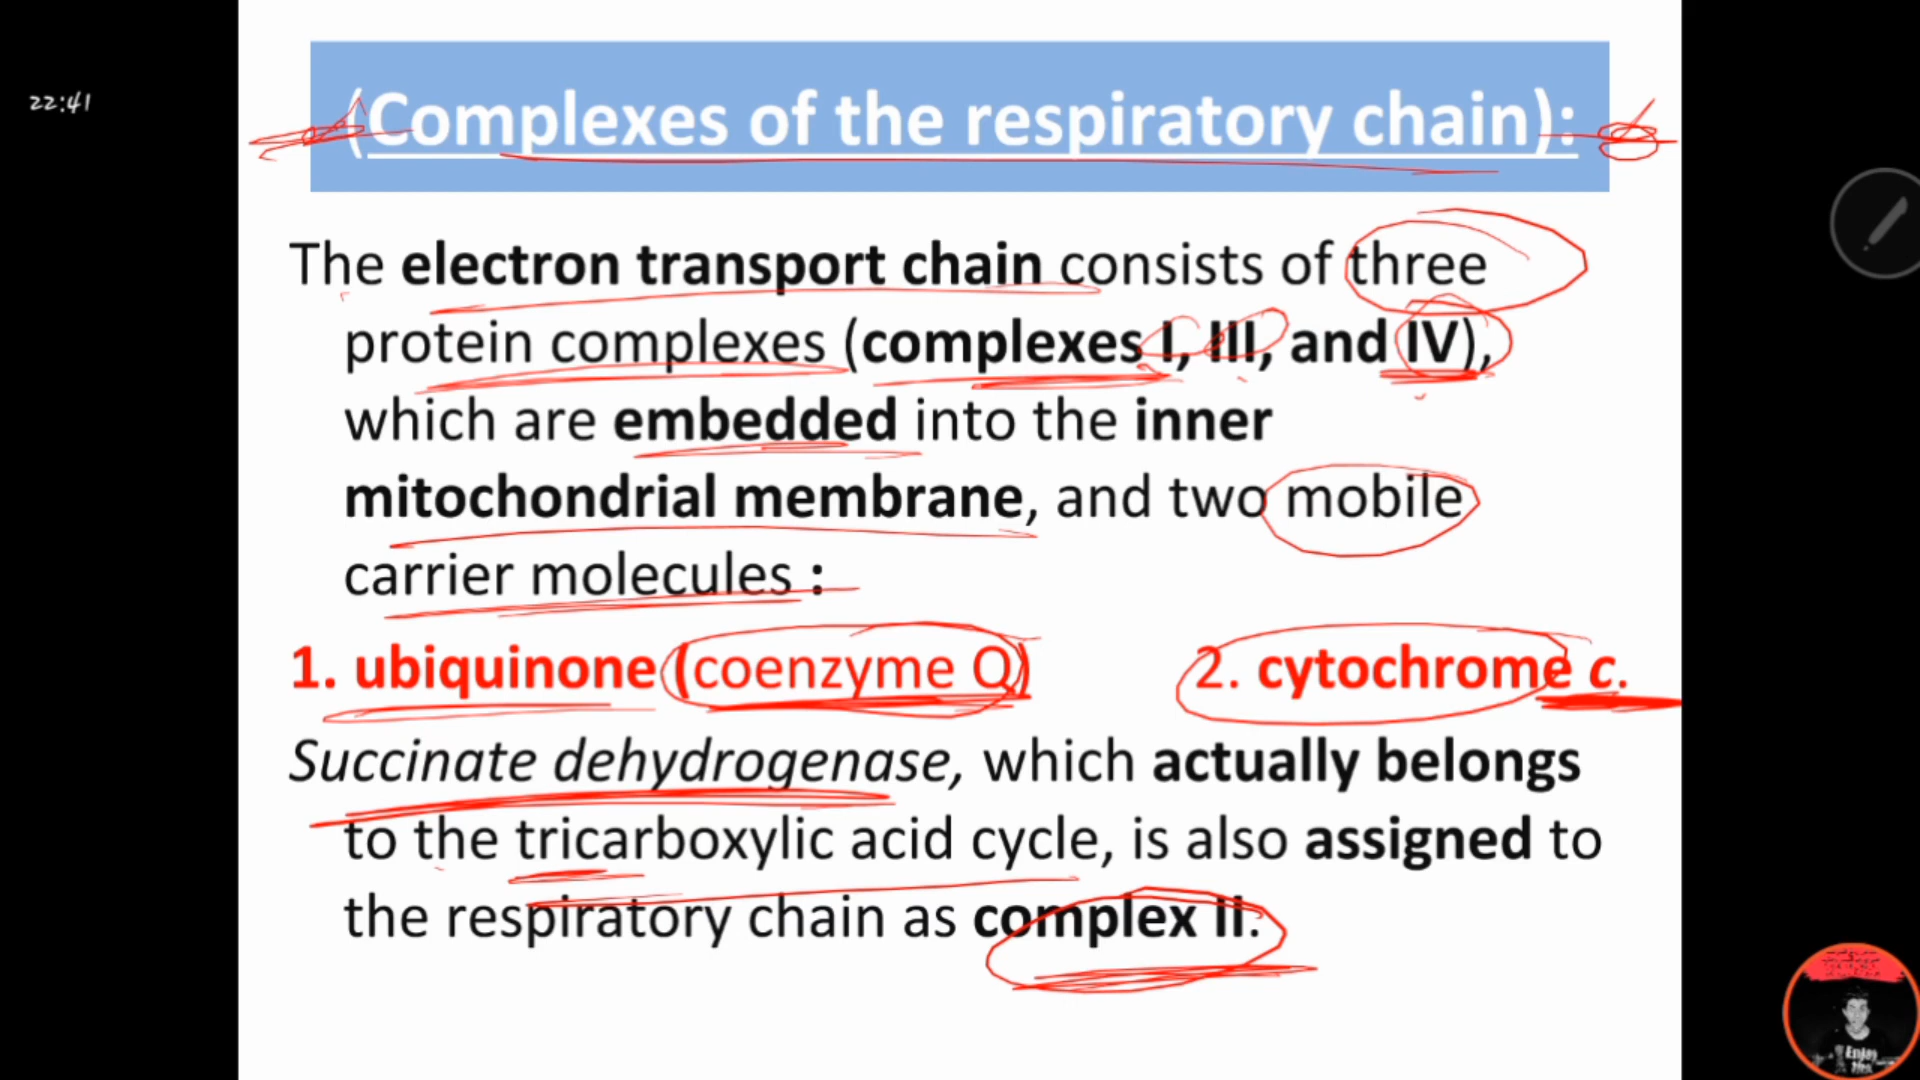 22:41
(Complexes of the respiratory chain):
The electron transport chain consists of three
protein complexes (complexes I, III, and IV),
which are embedded into the inner
mitochondrial membrane, and two mobile
carrier molecules :
1. ubiquinone (coenzyme Q) 2. cytochrome c.
Succinate dehydrogenase, which actually belongs
to the tricarboxylic acid cycle, is also assigned to
the respiratory chain as complex II.